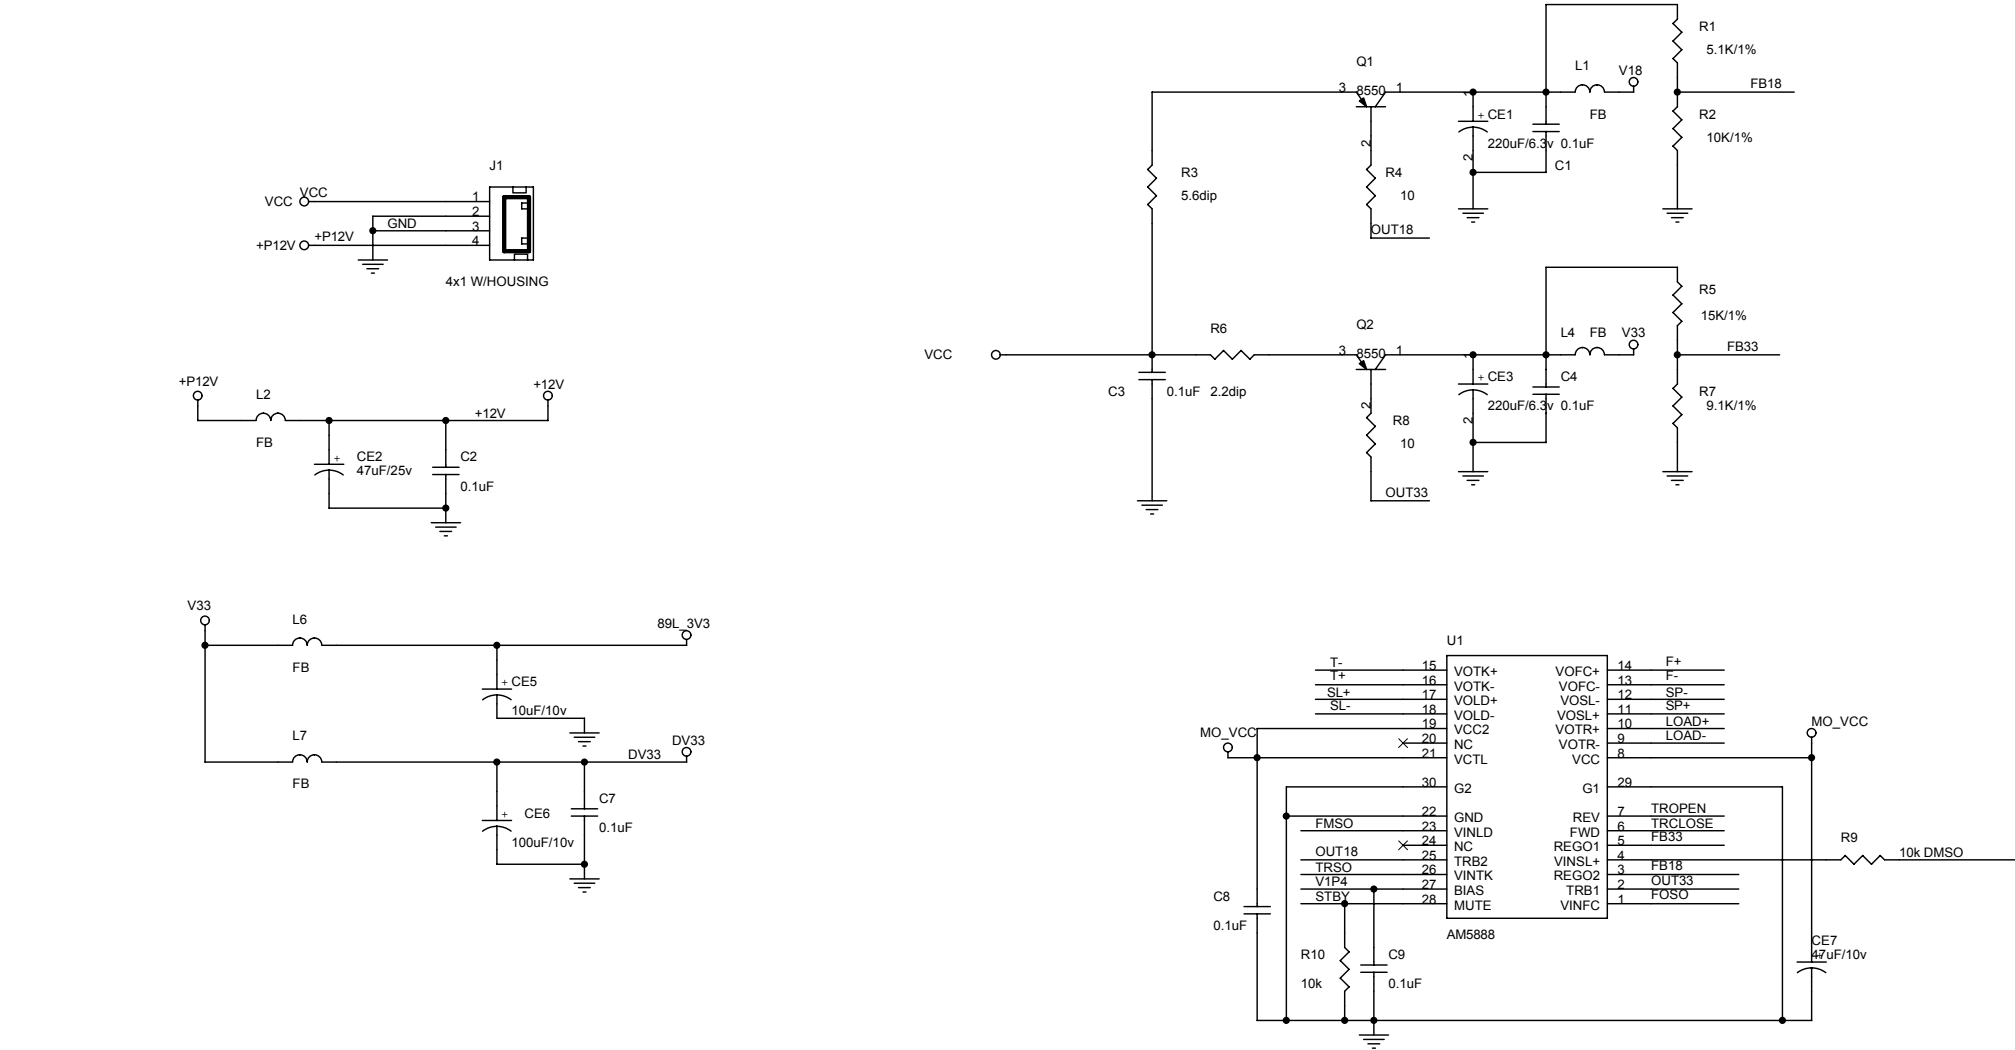 J1
VCC
VCC
1
2
GND
3
+P12V
+P12V
4
4x1 W/HOUSING
+P12V
L2
FB
+12V
+12V
+
CE2
47uF/25v
C2
0.1uF
V33
L6
FB
89L_3V3
+ CE5
10uF/10v
L7
FB
DV33
DV33
+
CE6
100uF/10v
C7
0.1uF
Q1
3 8550 1
2
R4
10
OUT18
R3
5.6dip
1
+ CE1
220uF/6.3v
2
0.1uF
C1
L1
FB
V18
R1
5.1K/1%
FB18
R2
10K/1%
VCC
C3
0.1uF
R6
2.2dip
Q2
3 8550 1
2
R8
10
OUT33
1
+ CE3
220uF/6.3v
2
C4
0.1uF
L4 FB
V33
R5
15K/1%
FB33
R7
9.1K/1%
U1
T- 15 VOTK+
T+ 16 VOTK-
SL+ 17 VOLD+
SL- 18 VOLD-
19 VCC2
20 NC
21 VCTL
30 G2
22 GND
FMSO 23 VINLD
24 NC
OUT18 25 TRB2
TRSO 26 VINTK
V1P4 27 BIAS
STBY 28 MUTE
VOFC+ 14 F+
VOFC- 13 F-
VOSL- 12 SP-
VOSL+ 11 SP+
VOTR+ 10 LOAD+
VOTR- 9 LOAD-
VCC 8
G1 29
REV 7 TROPEN
FWD 6 TRCLOSE
REGO1 5 FB33
VINSL+ 4
REGO2 3 FB18
TRB1 2 OUT33
VINFC 1 FOSO
AM5888
MO_VCC
MO_VCC
R9
10k DMSO
C8
0.1uF
R10
10k
C9
0.1uF
CE7
47uF/10v
+